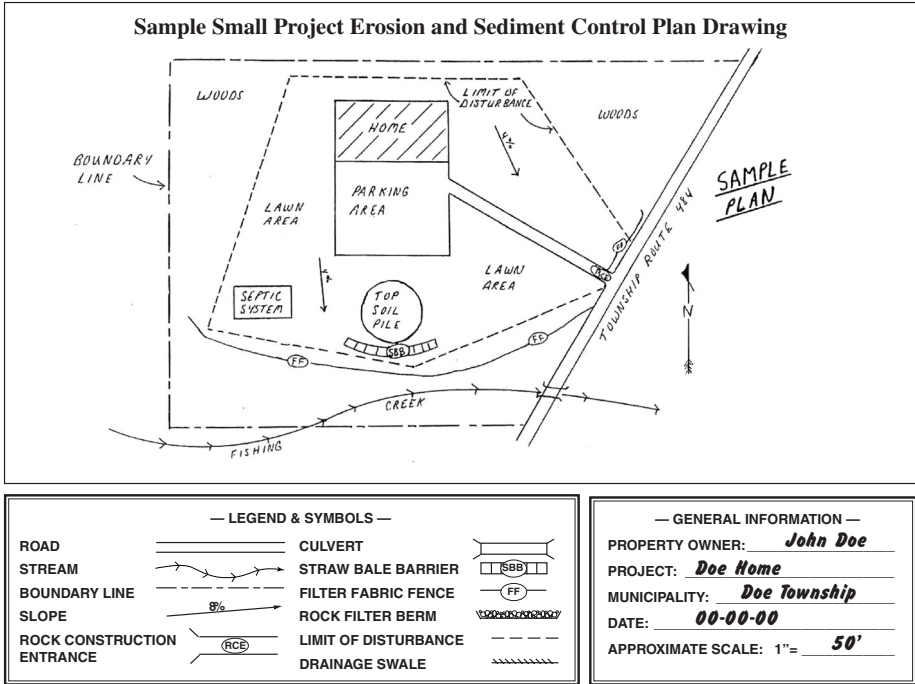 Sample Small Project Erosion and Sediment Control Plan Drawing
WOODS
LIMIT OF
DISTURBANCE
WOODS
HOME
4%
BOUNDARY
LINE
PARKING
AREA
SAMPLE
PLAN
LAWN
AREA
FF
RCE
TOWNSHIP ROUTE 484
LAWN
AREA
SEPTIC
SYSTEM
TOP
SOIL
PILE
N
SBB
FF
FF
FISHING
CREEK
— LEGEND & SYMBOLS —
ROAD
STREAM
BOUNDARY LINE
SLOPE
8%
ROCK CONSTRUCTION
ENTRANCE
RCE
CULVERT
STRAW BALE BARRIER
SBB
FILTER FABRIC FENCE
FF
ROCK FILTER BERM
LIMIT OF DISTURBANCE
DRAINAGE SWALE
— GENERAL INFORMATION —
PROPERTY OWNER: John Doe
PROJECT: Doe Home
MUNICIPALITY: Doe Township
DATE: 00-00-00
APPROXIMATE SCALE: 1"= 50'